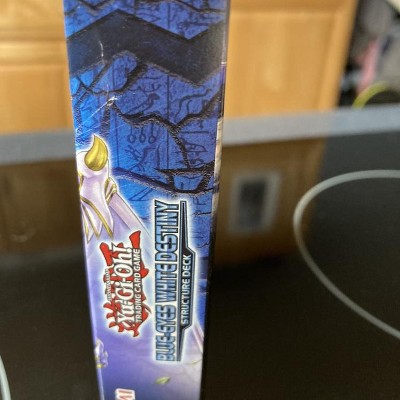 Yu-Gi-Oh!
TRADING CARD GAME
BLUE-EYES WHITE DESTINY
STRUCTURE DECK